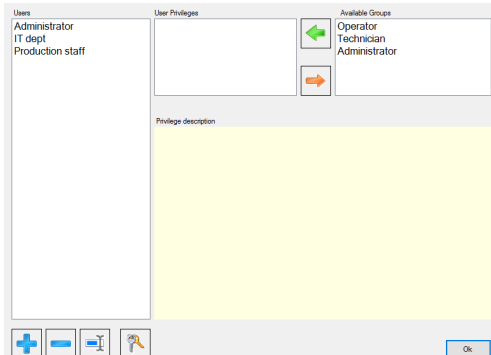 Users
User Privileges
Available Groups
Administrator
IT dept
Production staff
Operator
Technician
Administrator
Privilege description
Ok